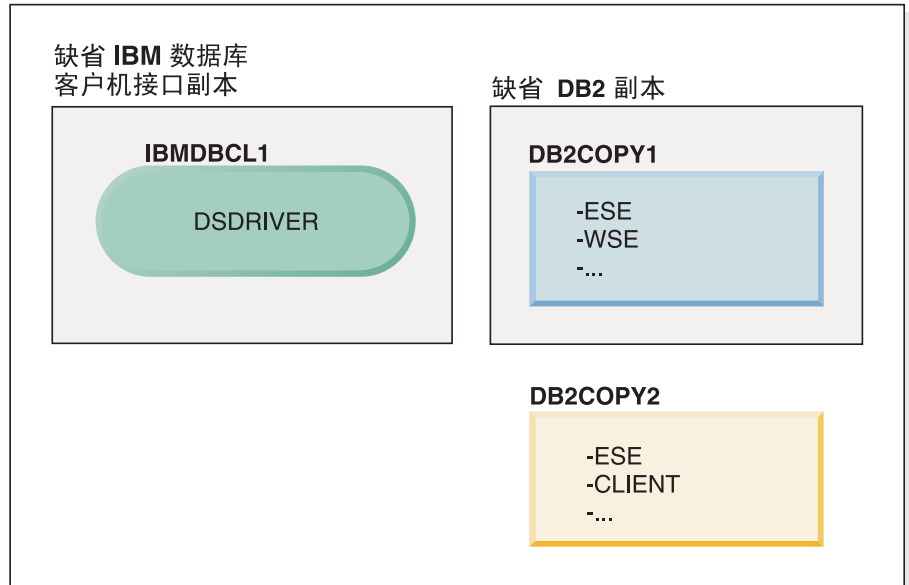 缺省 IBM 数据库
客户机接口副本
IBMDBCL1
DSDRIVER
缺省 DB2 副本
DB2COPY1
-ESE
-WSE
-...
DB2COPY2
-ESE
-CLIENT
-...